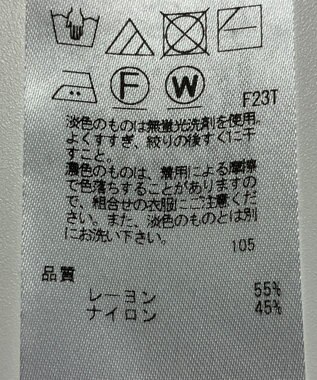 F
W
F23T
淡色のものは無蛍光洗剤を使用。
よくすすぎ、絞りの後すぐに干
すこと。
濃色のものは、着用による摩擦
で色落ちすることがありますの
で、組合せの衣服にご注意くだ
さい。また、淡色のものとは別
にお洗い下さい。
105
品質
レーヨン 55%
ナイロン 45%